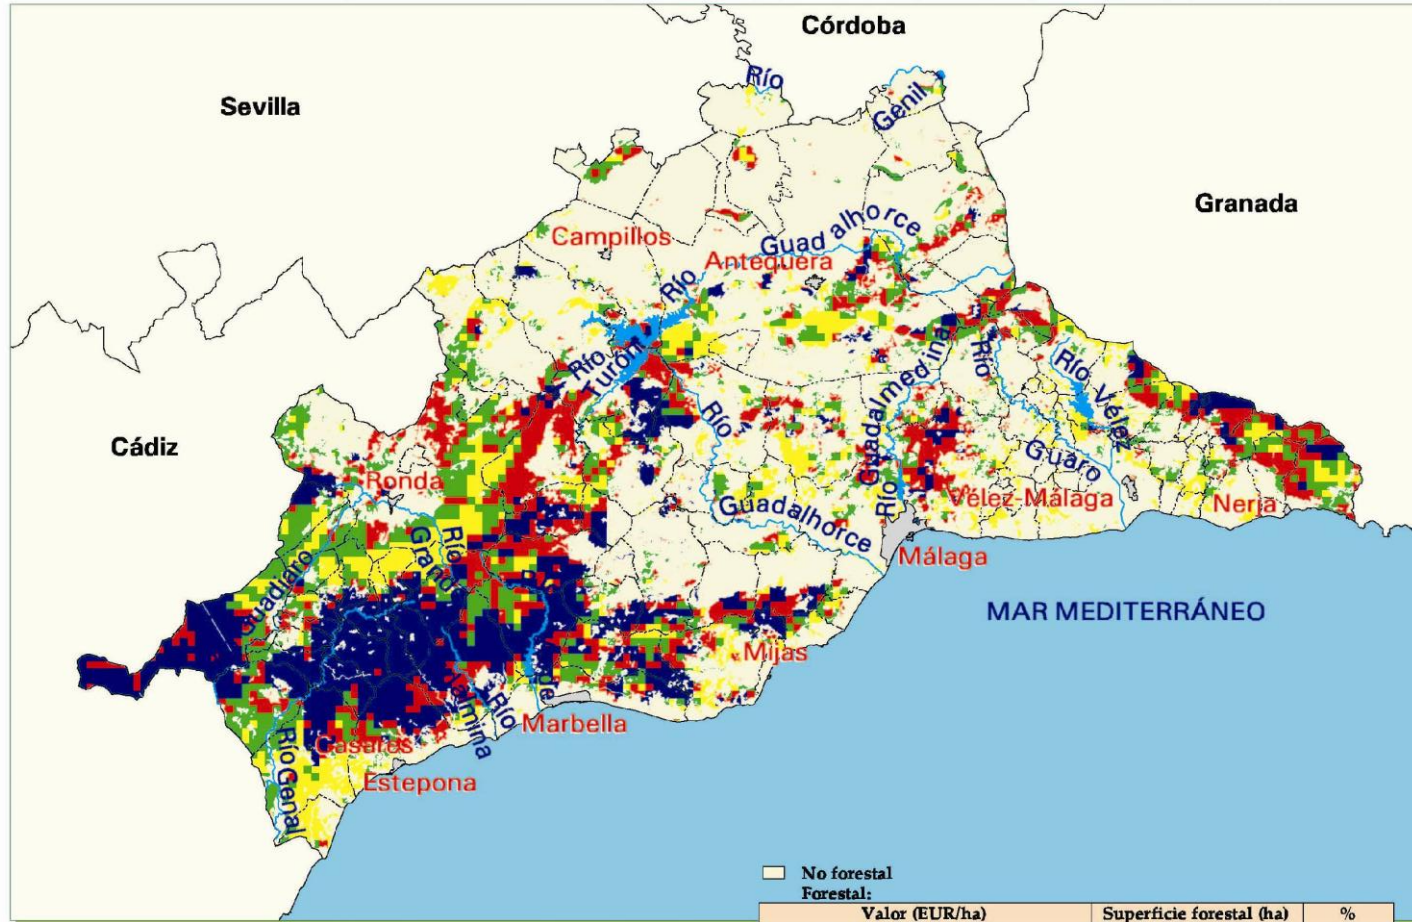 Córdoba
Río
Sevilla
Genil
Granada
Campillos
Guadalhorce
Antequera
Río
Río
Turón
Guadalmedina
Río
Río Vélez
Cádiz
Río
Ronda
Guaro
Vélez-Málaga
Nerja
Río
Río
Grande
Guadalhorce
Guadiaro
Málaga
MAR MEDITERRÁNEO
Mijas
de
Río
Marbella
Casares
Río Genal
Estepona
No forestal
Forestal:
Valor (EUR/ha) Superficie forestal (ha) %